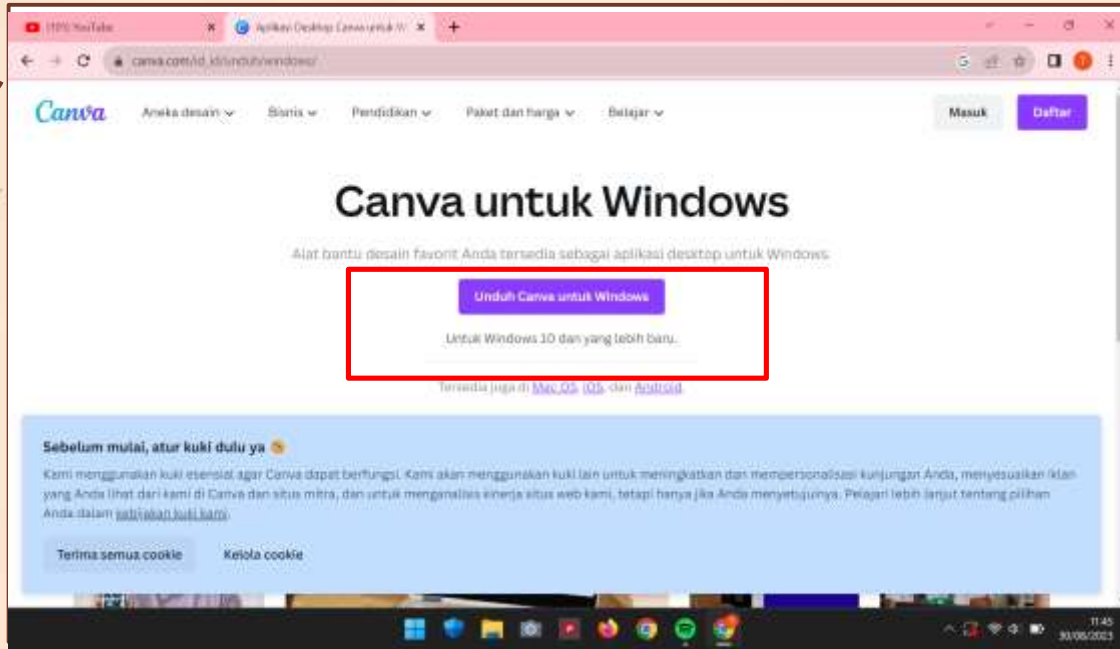 YouTube
Aplikasi Desktop Canva untuk W
canva.com/id_id/unduh/windows/
Canva
Aneka desain
Bisnis
Pendidikan
Paket dan harga
Belajar
Masuk
Daftar
Canva untuk Windows
Alat bantu desain favorit Anda tersedia sebagai aplikasi desktop untuk Windows.
Unduh Canva untuk Windows
Untuk Windows 10 dan yang lebih baru.
Tersedia juga di Mac OS, iOS, dan Android.
Sebelum mulai, atur kuki dulu ya
Kami menggunakan kuki esensial agar Canva dapat berfungsi. Kami akan menggunakan kuki lain untuk meningkatkan dan mempersonalisasi kunjungan Anda, menyesuaikan iklan
yang Anda lihat dari kami di Canva dan situs mitra, dan untuk menganalisis kinerja situs web kami, tetapi hanya jika Anda menyetujuinya. Pelajari lebih lanjut tentang pilihan
Anda dalam kebijakan kuki kami.
Terima semua cookie
Kelola cookie
11:45
30/06/2023